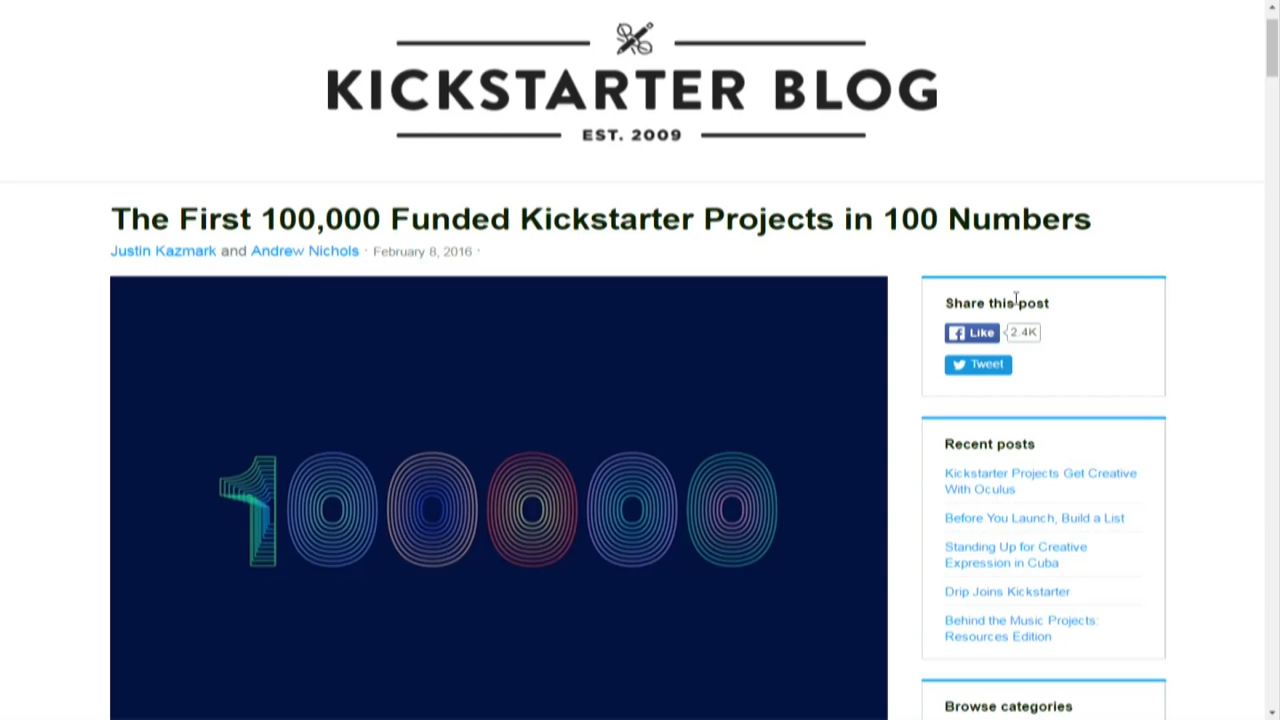 KICKSTARTER BLOG
EST. 2009
The First 100,000 Funded Kickstarter Projects in 100 Numbers
Justin Kazmark and Andrew Nichols · February 8, 2016 ·
100000
Share this post
Like 2.4K
Tweet
Recent posts
Kickstarter Projects Get Creative
With Oculus
Before You Launch, Build a List
Standing Up for Creative
Expression in Cuba
Drip Joins Kickstarter
Behind the Music Projects:
Resources Edition
Browse categories